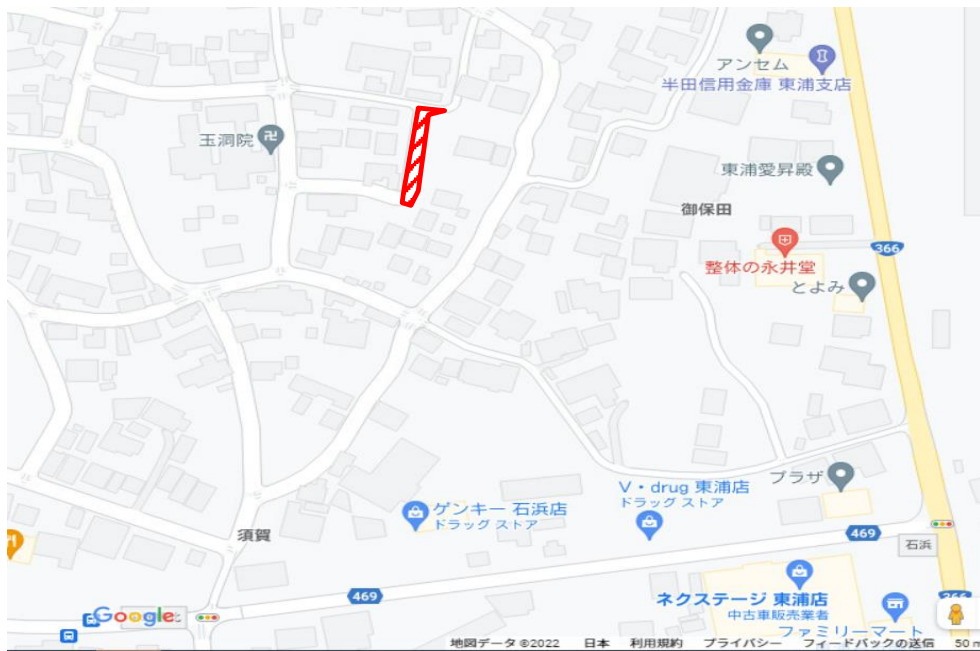 アンセム
半田信用金庫 東浦支店
玉洞院
東浦愛昇殿
御保田
366
整体の永井堂
とよみ
プラザ
V・drug 東浦店
ドラッグ ストア
ゲンキー 石浜店
ドラッグ ストア
須賀
469
石浜
469
ネクステージ 東浦店
中古車販売業者
366
ファミリーマート
Google
地図データ ©2022 日本 利用規約 プライバシー フィードバックの送信 50 m